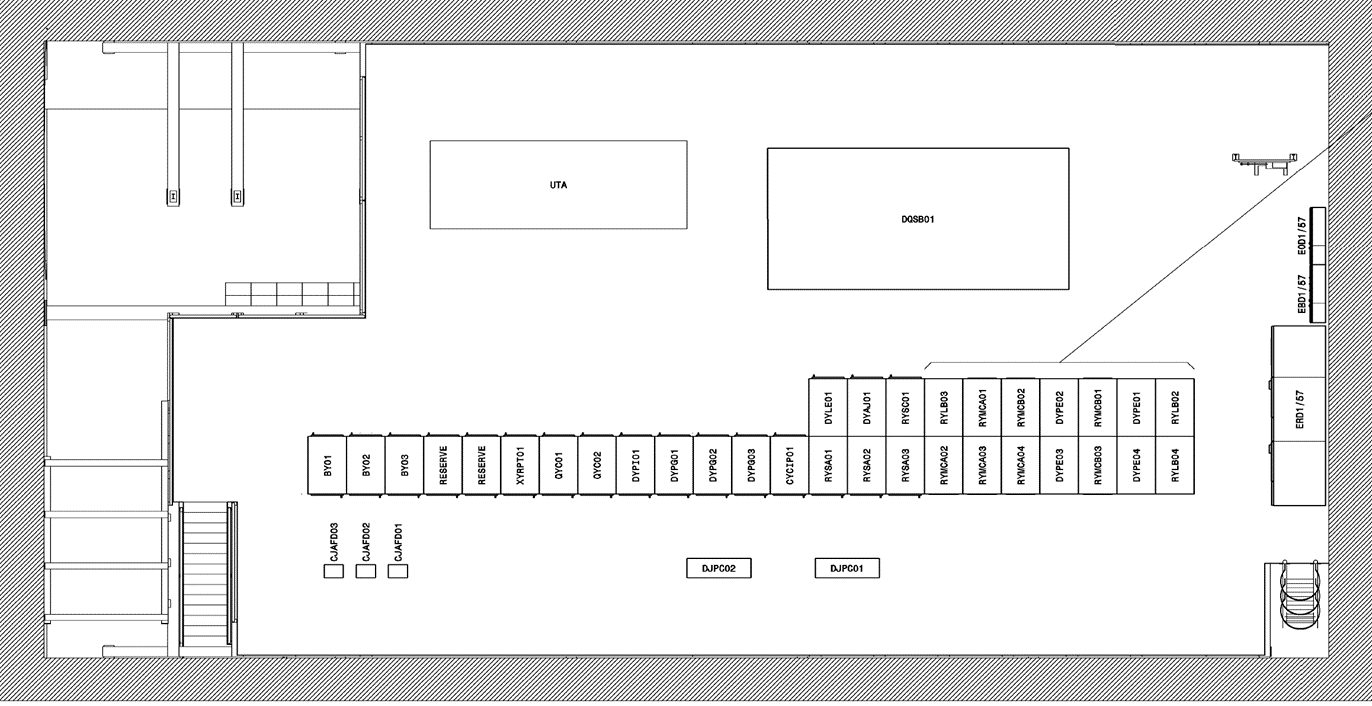 UTA
DQSB01
EOD1/57
EBD1/57
ERD1/57
DYLE01
DYAJ01
RYSC01
RYLB03
RYMCA01
RYMCB02
DYPE02
RYMCB01
DYPE01
RYLB02
BY01
BY02
BY03
RESERVE
RESERVE
XYRPT01
QYC01
QYC02
DYPI01
DYPG01
DYPG02
DYPG03
CYCIP01
RYSA01
RYSA02
RYSA03
RYMCA02
RYMCA03
RYMCA04
DYPE03
RYMCB03
DYPE04
RYLB04
CJAFD03
CJAFD02
CJAFD01
DJPC02
DJPC01